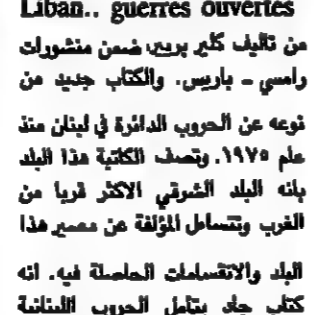 Liban.. guerres ouvertes
من تأليف كلير بريير، ضمن منشورات
رامسي ـ باريس. والكتاب جديد من
نوعه عن الحروب الدائرة في لبنان منذ
عام ١٩٧٥. وتصف الكاتبة هذا البلد
بانه البلد الشرقي الاكثر قربا من
الغرب وتتساءل المؤلفة عن مصير هذا
البلد والانقسامات الحاصلة فيه. انه
كتاب جاد يتامل الحروب اللبنانية